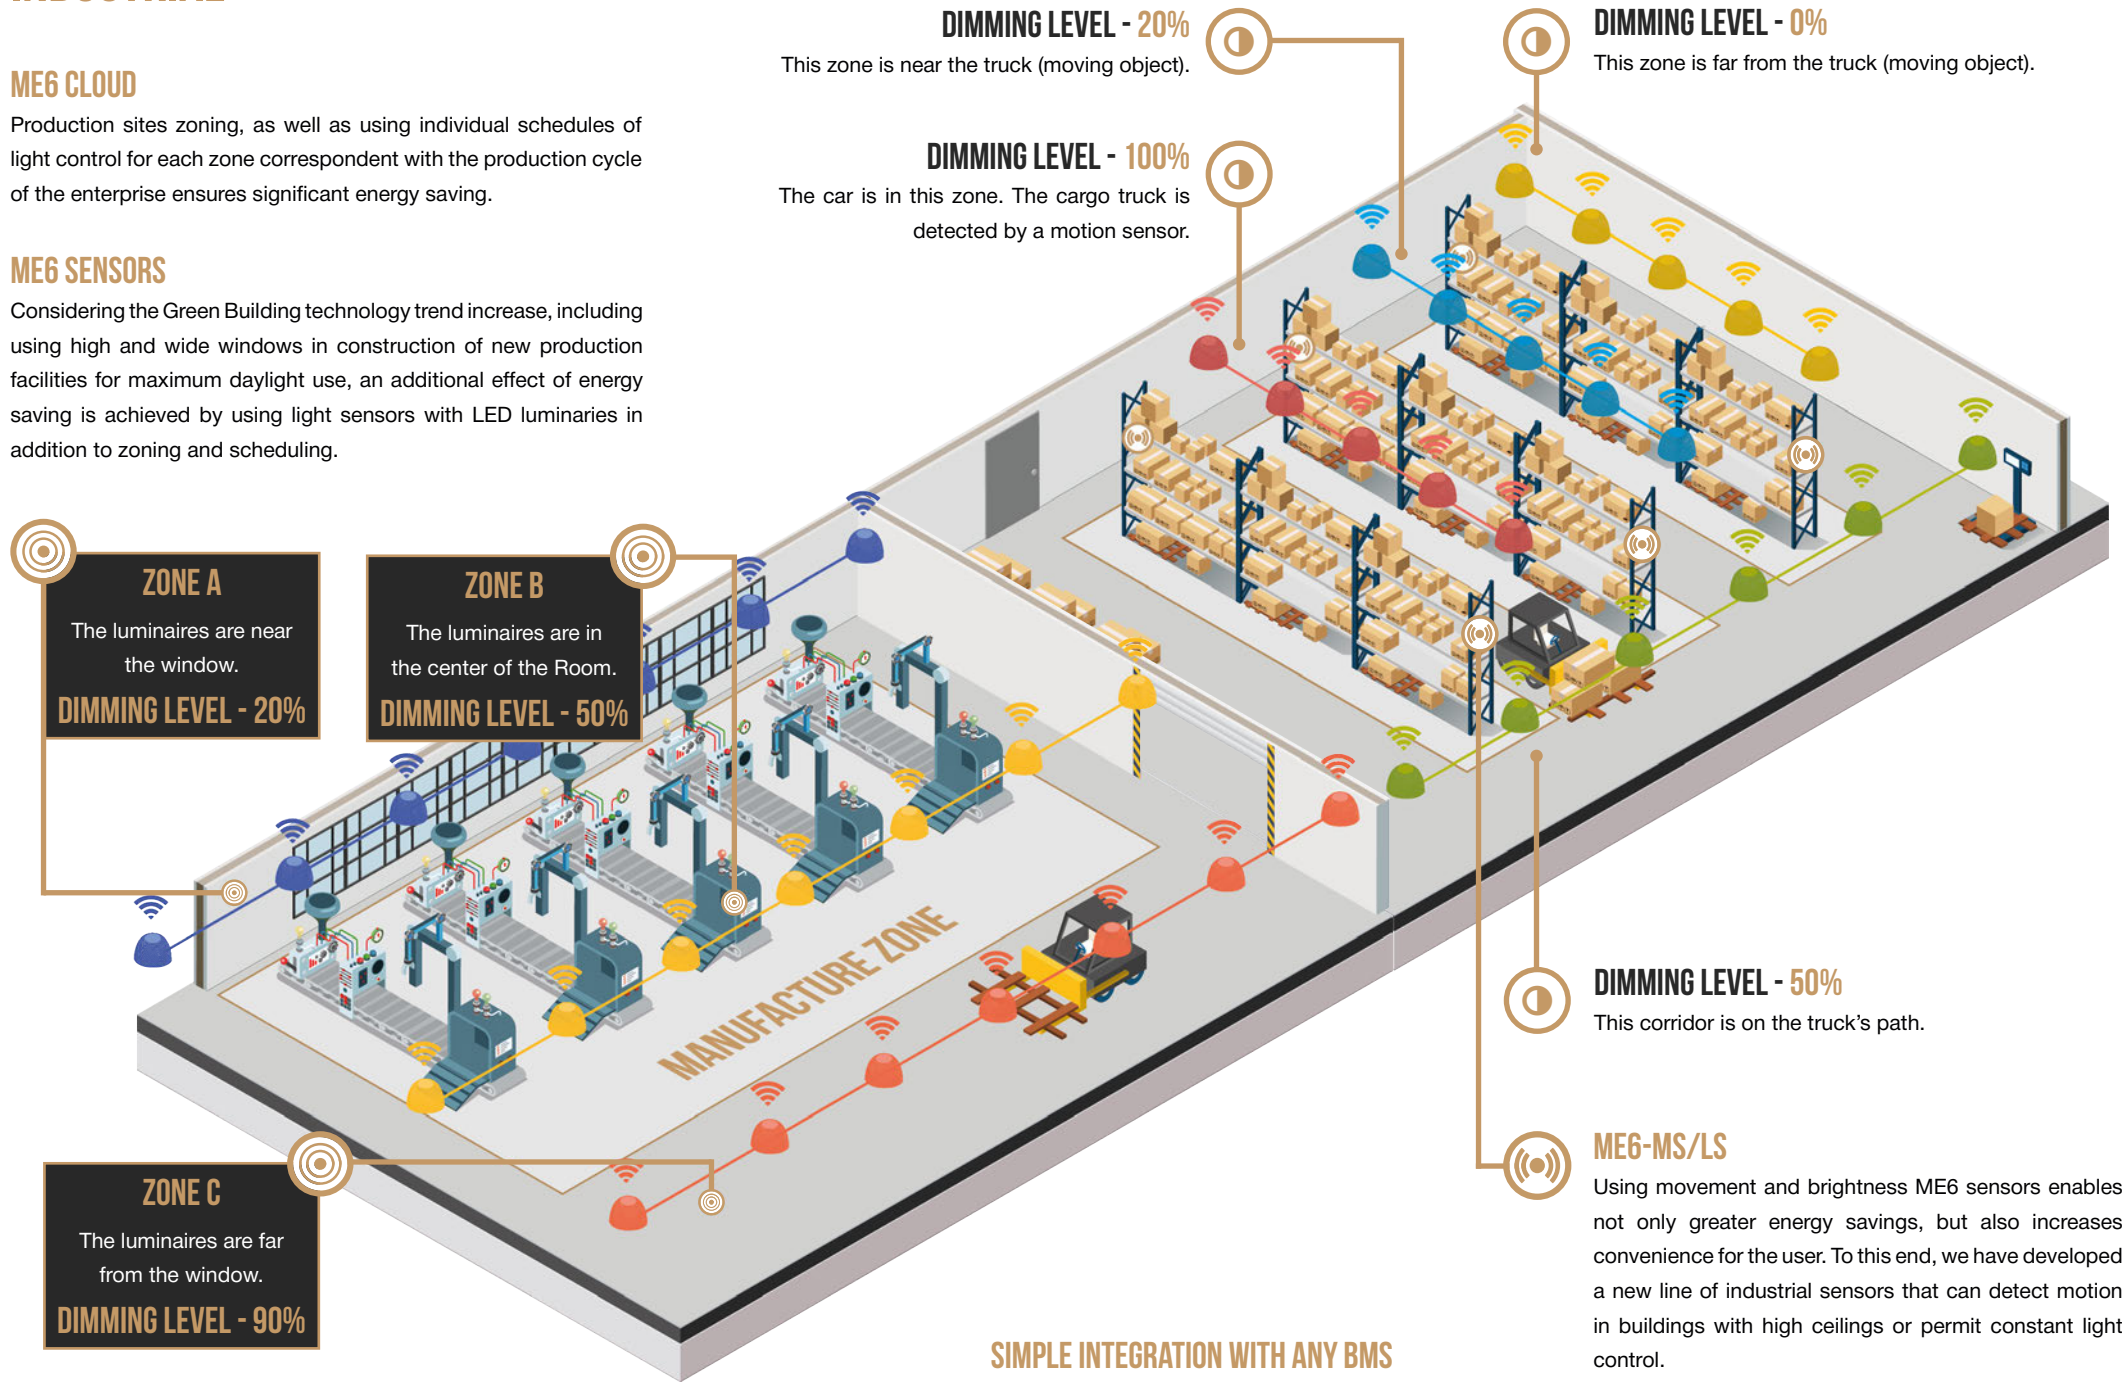 ME6 CLOUD
Production sites zoning, as well as using individual schedules of
light control for each zone correspondent with the production cycle
of the enterprise ensures significant energy saving.
ME6 SENSORS
Considering the Green Building technology trend increase, including
using high and wide windows in construction of new production
facilities for maximum daylight use, an additional effect of energy
saving is achieved by using light sensors with LED luminaries in
addition to zoning and scheduling.
DIMMING LEVEL - 20%
This zone is near the truck (moving object).
DIMMING LEVEL - 100%
The car is in this zone. The cargo truck is
detected by a motion sensor.
DIMMING LEVEL - 0%
This zone is far from the truck (moving object).
ZONE A
The luminaires are near
the window.
DIMMING LEVEL - 20%
ZONE B
The luminaires are in
the center of the Room.
DIMMING LEVEL - 50%
MANUFACTURE ZONE
ZONE C
The luminaires are far
from the window.
DIMMING LEVEL - 90%
DIMMING LEVEL - 50%
This corridor is on the truck's path.
ME6-MS/LS
Using movement and brightness ME6 sensors enables
not only greater energy savings, but also increases
convenience for the user. To this end, we have developed
a new line of industrial sensors that can detect motion
in buildings with high ceilings or permit constant light
control.
SIMPLE INTEGRATION WITH ANY BMS